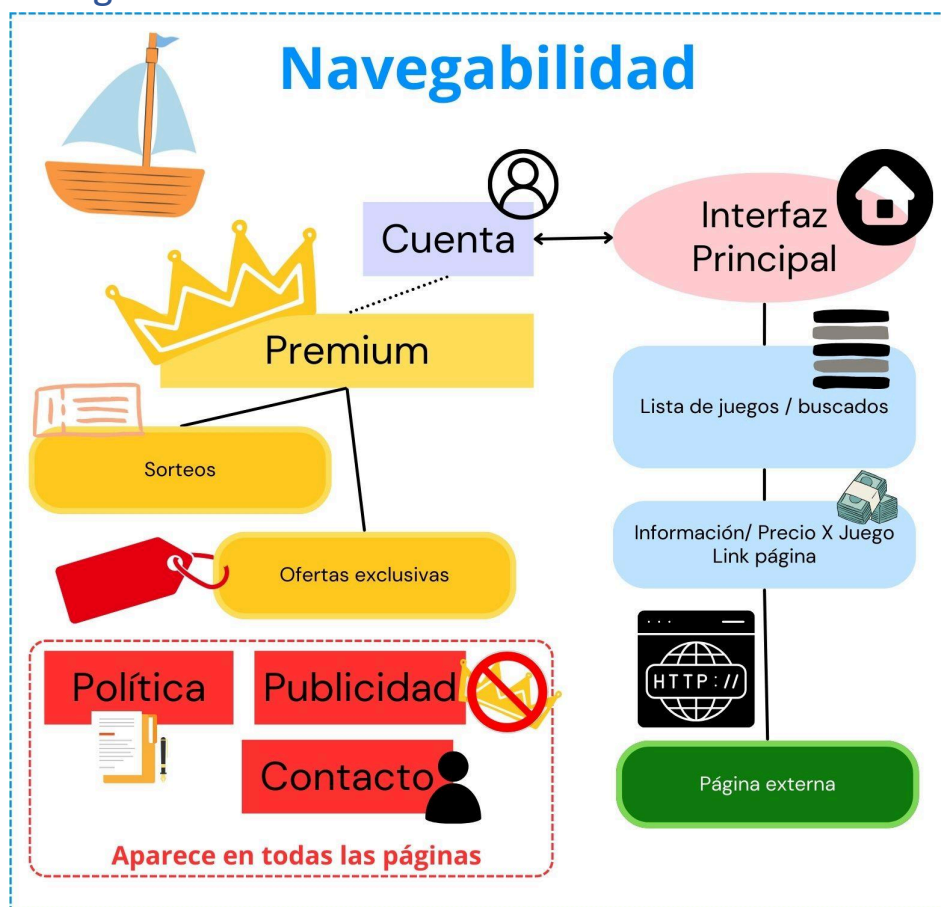 Navegabilidad
Cuenta
Interfaz
Principal
Premium
Lista de juegos / buscados
Sorteos
Información/ Precio X Juego
Link página
Ofertas exclusivas
HTTP://
Política
Publicidad
Contacto
Página externa
Aparece en todas las páginas